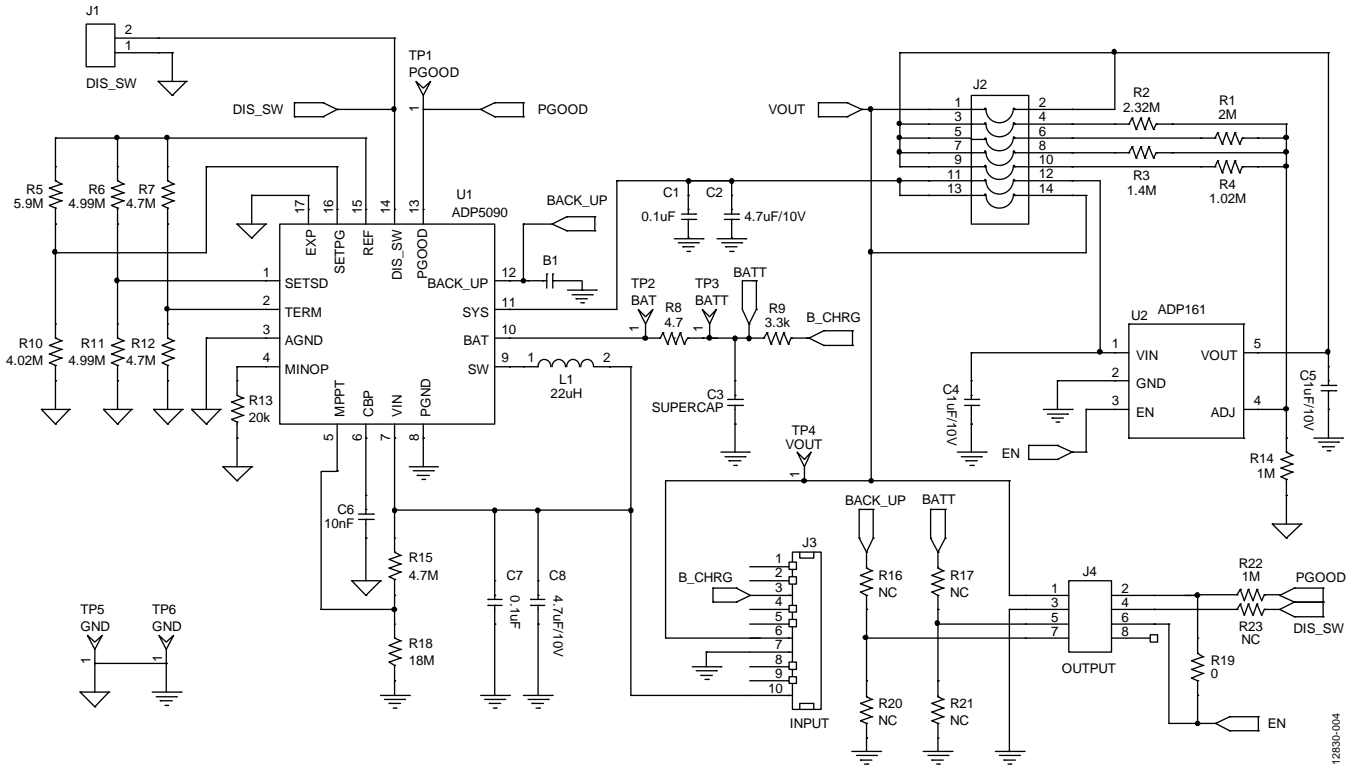 J1
2
1
DIS_SW
TP1
PGOOD
1
DIS_SW
PGOOD
VOUT
J2
1
2
3
4
5
6
7
8
9
10
11
12
13
14
R2
2.32M
R1
2M
R3
1.4M
R4
1.02M
R5
5.9M
R6
4.99M
R7
4.7M
U1
ADP5090
17
16
15
14
13
EXP
SETPG
REF
DIS_SW
PGOOD
BACK_UP
C1
0.1uF
C2
4.7uF/10V
1
SETSD
2
TERM
3
AGND
4
MINOP
BACK_UP
12
SYS
11
BAT
10
SW
9
MPPT
CBP
VIN
PGND
5
6
7
8
B1
TP2
BAT
1
R8
4.7
TP3
BATT
1
BATT
R9
3.3k
B_CHRG
1
2
L1
22uH
C3
SUPERCAP
R10
4.02M
R11
4.99M
R12
4.7M
R13
20k
U2
ADP161
1
VIN
2
GND
3
EN
VOUT
5
ADJ
4
C4
1uF/10V
C5
1uF/10V
EN
R14
1M
TP4
VOUT
1
C6
10nF
R15
4.7M
R18
18M
C7
0.1uF
C8
4.7uF/10V
TP5
GND
1
TP6
GND
1
B_CHRG
J3
1
2
3
4
5
6
7
8
9
10
INPUT
BACK_UP
BATT
R16
NC
R17
NC
R20
NC
R21
NC
J4
1
2
3
4
5
6
7
8
OUTPUT
R22
1M
PGOOD
R23
NC
DIS_SW
R19
0
EN
12830-004